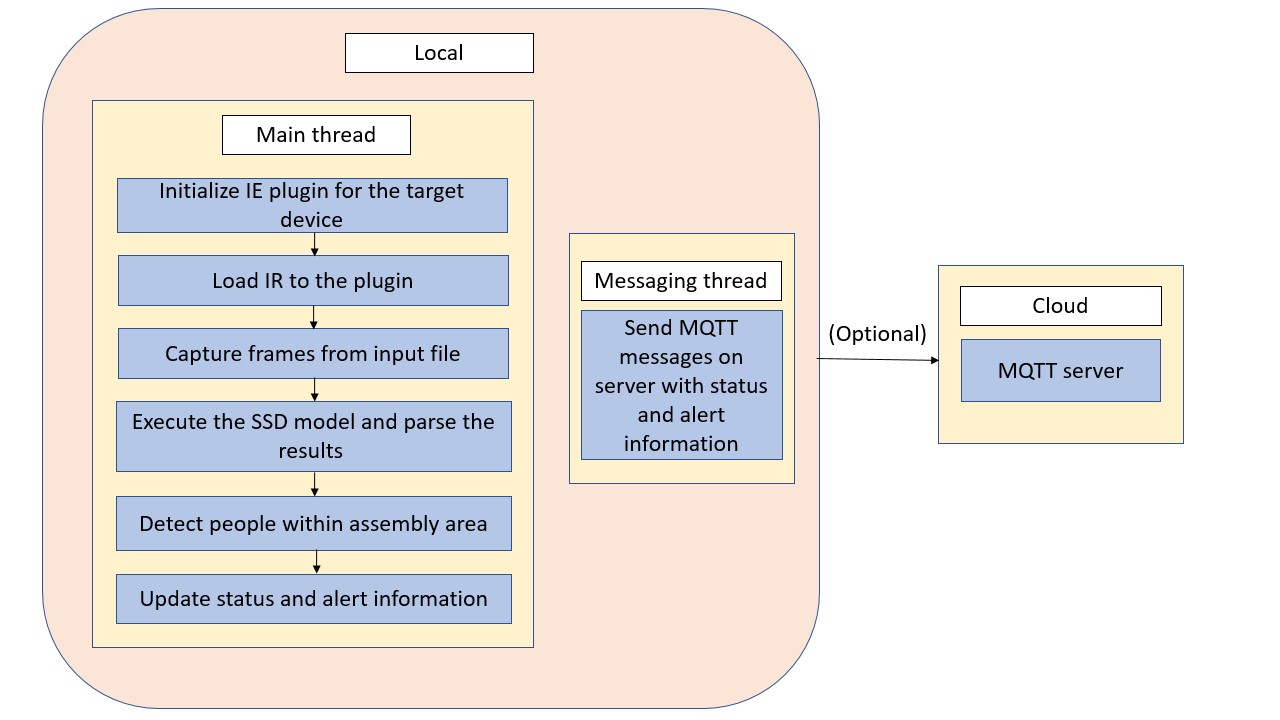 Local
Main thread
Initialize IE plugin for the target
device
Load IR to the plugin
Capture frames from input file
Execute the SSD model and parse the
results
Detect people within assembly area
Update status and alert information
Messaging thread
Send MQTT
messages on
server with status
and alert
information
(Optional)
Cloud
MQTT server